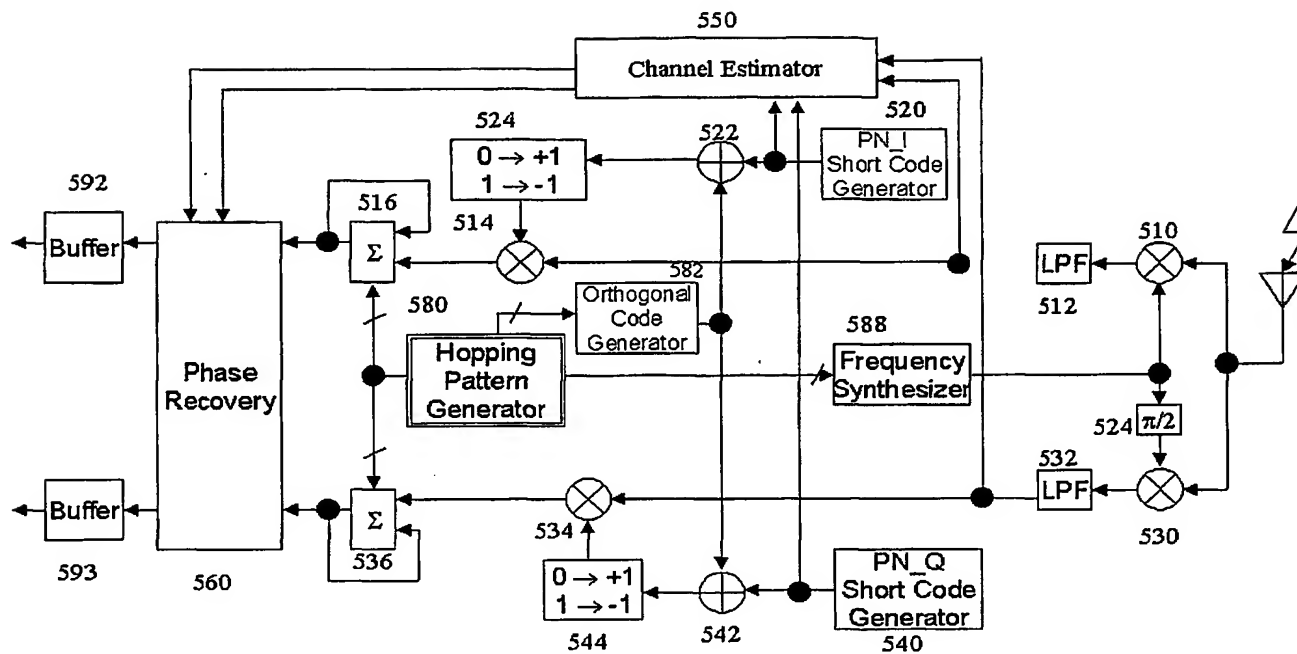 550
Channel Estimator
520
524
522
PN_I
Short Code
Generator
0 → +1
1 → -1
592
516
514
510
Buffer
Σ
LPF
582
512
580
Orthogonal
Code
Generator
588
Hopping
Pattern
Generator
Frequency
Synthesizer
Phase
Recovery
524
π/2
532
LPF
Buffer
Σ
534
530
536
593
560
0 → +1
1 → -1
PN_Q
Short Code
Generator
544
542
540